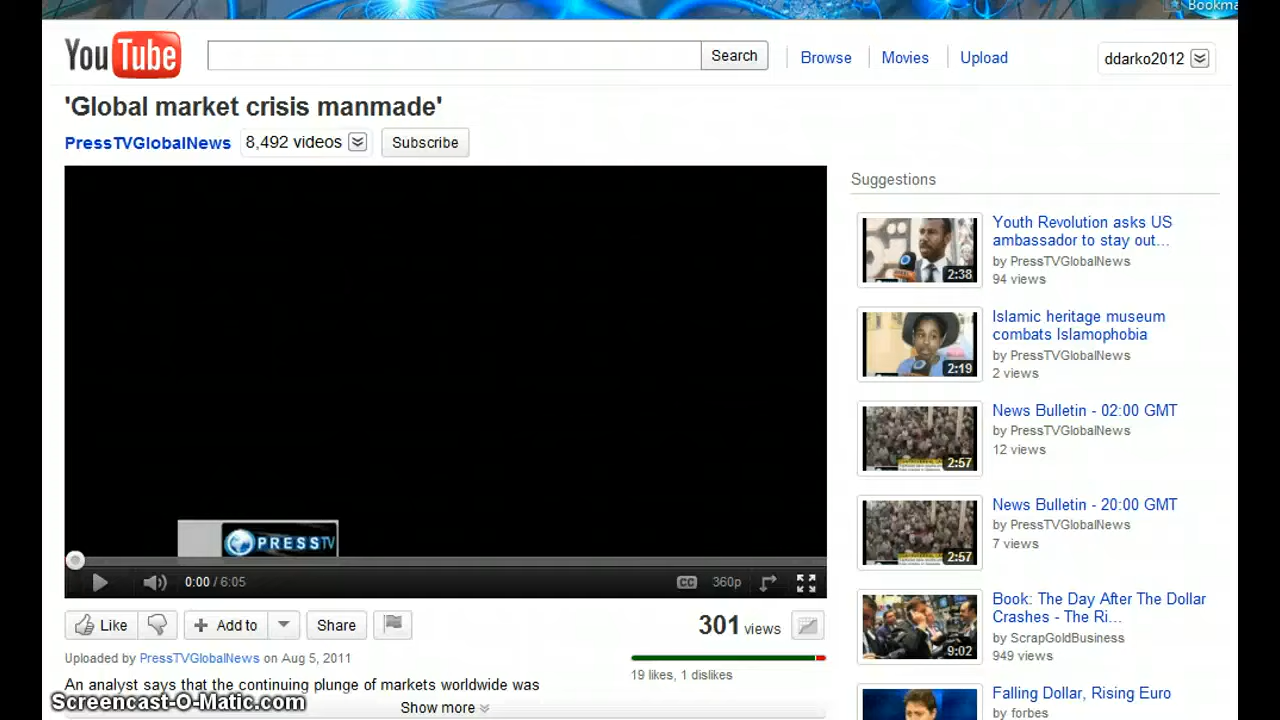 Bookma
YouTube
Search
Browse
Movies
Upload
ddarko2012
'Global market crisis manmade'
PressTVGlobalNews
8,492 videos
Subscribe
PRESSTV
0:00 / 6:05
CC
360p
Like
Add to
Share
301 views
Uploaded by PressTVGlobalNews on Aug 5, 2011
19 likes, 1 dislikes
An analyst says that the continuing plunge of markets worldwide was
Show more
Screencast-O-Matic.com
Suggestions
2:38
Youth Revolution asks US
ambassador to stay out...
by PressTVGlobalNews
94 views
2:19
Islamic heritage museum
combats Islamophobia
by PressTVGlobalNews
2 views
2:57
News Bulletin - 02:00 GMT
by PressTVGlobalNews
12 views
2:57
News Bulletin - 20:00 GMT
by PressTVGlobalNews
7 views
9:02
Book: The Day After The Dollar
Crashes - The Ri...
by ScrapGoldBusiness
949 views
Falling Dollar, Rising Euro
by forbes